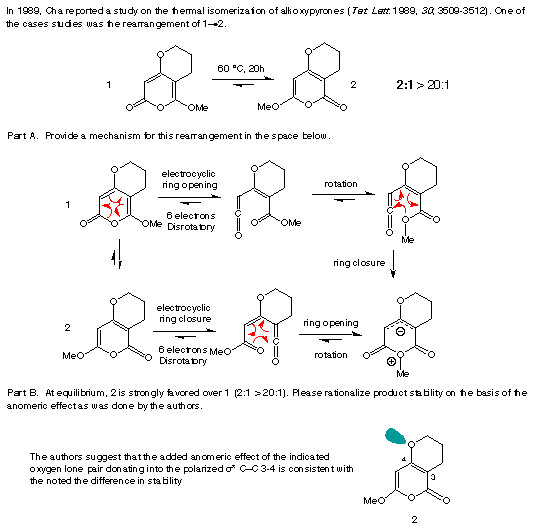 In 1989, Cha reported a study on the thermal isomerization of alkoxypyrones (Tet. Lett. 1989, 30, 3509-3512). One of
the cases studies was the rearrangement of 1→2.
O
60 °C, 20h
O
1
2
2:1 > 20:1
O
O
OMe
MeO
O
O
Part A. Provide a mechanism for this rearrangement in the space below.
O
electrocyclic
ring opening
O
rotation
O
1
6 electrons
Disrotatory
O
O
OMe
O
O
OMe
O
O
O
Me
ring closure
O
electrocyclic
ring closure
O
ring opening
O
2
6 electrons
Disrotatory
rotation
⊖
MeO
O
O
MeO
O
O
O
O
O
⊕
Me
Part B. At equilibrium, 2 is strongly favored over 1 (2:1 > 20:1). Please rationalize product stability on the basis of the
anomeric effect as was done by the authors.
The authors suggest that the added anomeric effect of the indicated
oxygen lone pair donating into the polarized σ* C–C 3-4 is consistent with
the noted the difference in stability
O
4
3
MeO
O
O
2